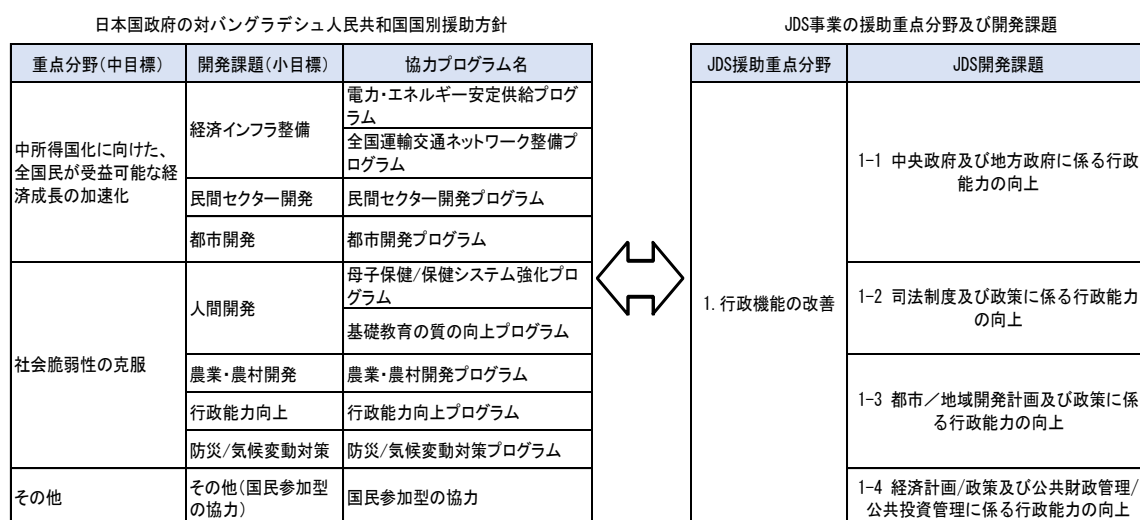 日本国政府の対バングラデシュ人民共和国国別援助方針
重点分野(中目標)
開発課題(小目標)
協力プログラム名
中所得国化に向けた、
全国民が受益可能な経
済成長の加速化
経済インフラ整備
電力・エネルギー安定供給プログ
ラム
全国運輸交通ネットワーク整備プ
ログラム
民間セクター開発
民間セクター開発プログラム
都市開発
都市開発プログラム
社会脆弱性の克服
人間開発
母子保健/保健システム強化プロ
グラム
基礎教育の質の向上プログラム
農業・農村開発
農業・農村開発プログラム
行政能力向上
行政能力向上プログラム
防災/気候変動対策
防災/気候変動対策プログラム
その他
その他(国民参加型
の協力)
国民参加型の協力
JDS事業の援助重点分野及び開発課題
JDS援助重点分野
JDS開発課題
1.行政機能の改善
1-1 中央政府及び地方政府に係る行政
能力の向上
1-2 司法制度及び政策に係る行政能力
の向上
1-3 都市／地域開発計画及び政策に係
る行政能力の向上
1-4 経済計画/政策及び公共財政管理/
公共投資管理に係る行政能力の向上